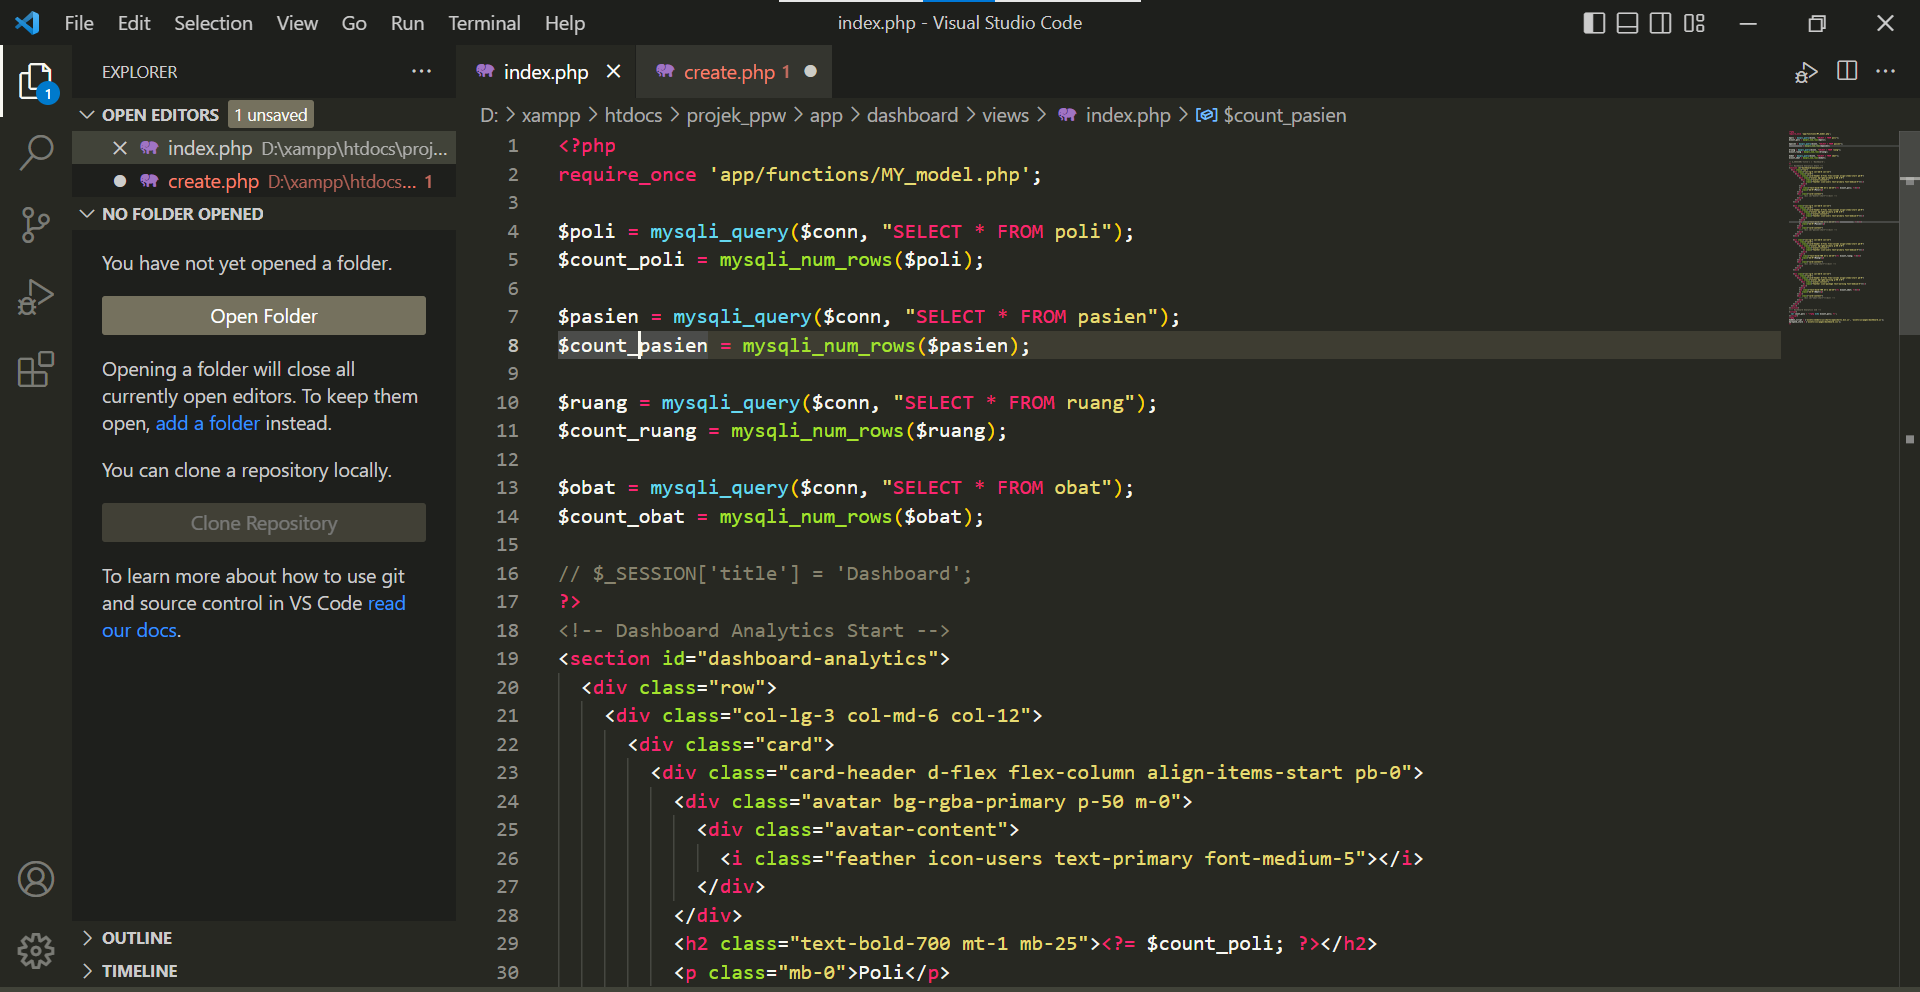 File Edit Selection View Go Run Terminal Help
index.php - Visual Studio Code
EXPLORER
1
OPEN EDITORS 1 unsaved
index.php D:\xampp\htdocs\proj...
create.php D:\xampp\htdocs... 1
NO FOLDER OPENED
You have not yet opened a folder.
Open Folder
Opening a folder will close all
currently open editors. To keep them
open, add a folder instead.
You can clone a repository locally.
Clone Repository
To learn more about how to use git
and source control in VS Code read
our docs.
OUTLINE
TIMELINE
index.php
create.php 1
D: > xampp > htdocs > projek_ppw > app > dashboard > views > index.php > $count_pasien
1 <?php
2 require_once 'app/functions/MY_model.php';
3
4 $poli = mysqli_query($conn, "SELECT * FROM poli");
5 $count_poli = mysqli_num_rows($poli);
6
7 $pasien = mysqli_query($conn, "SELECT * FROM pasien");
8 $count_pasien = mysqli_num_rows($pasien);
9
10 $ruang = mysqli_query($conn, "SELECT * FROM ruang");
11 $count_ruang = mysqli_num_rows($ruang);
12
13 $obat = mysqli_query($conn, "SELECT * FROM obat");
14 $count_obat = mysqli_num_rows($obat);
15
16 // $_SESSION['title'] = 'Dashboard';
17 ?>
18 <!-- Dashboard Analytics Start -->
19 <section id="dashboard-analytics">
20 <div class="row">
21 <div class="col-lg-3 col-md-6 col-12">
22 <div class="card">
23 <div class="card-header d-flex flex-column align-items-start pb-0">
24 <div class="avatar bg-rgba-primary p-50 m-0">
25 <div class="avatar-content">
26 <i class="feather icon-users text-primary font-medium-5"></i>
27 </div>
28 </div>
29 <h2 class="text-bold-700 mt-1 mb-25"><?= $count_poli; ?></h2>
30 <p class="mb-0">Poli</p>